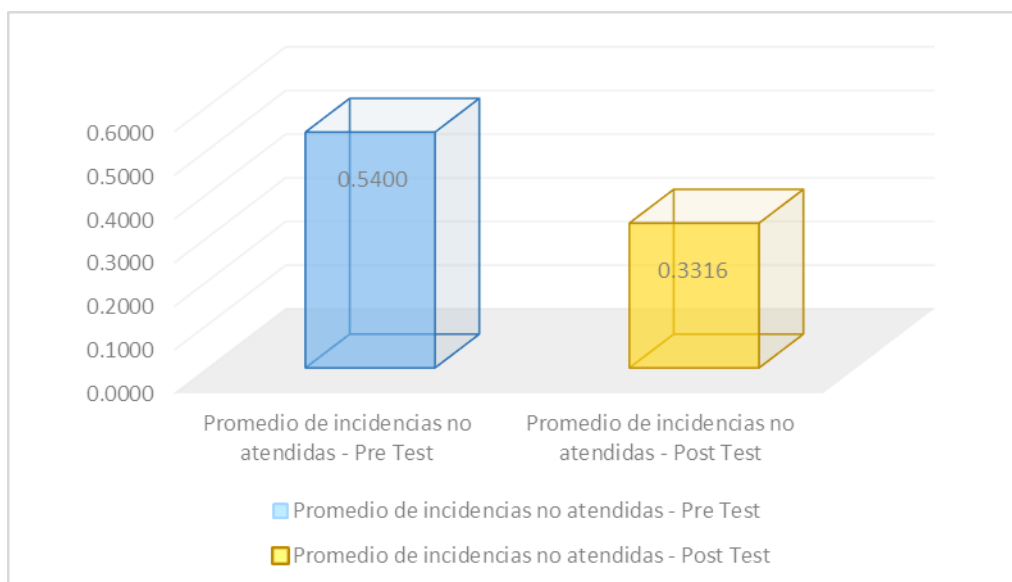 0.6000
0.5000
0.4000
0.3000
0.2000
0.1000
0.0000
0.5400
0.3316
Promedio de incidencias no
atendidas - Pre Test
Promedio de incidencias no
atendidas - Post Test
Promedio de incidencias no atendidas - Pre Test
Promedio de incidencias no atendidas - Post Test